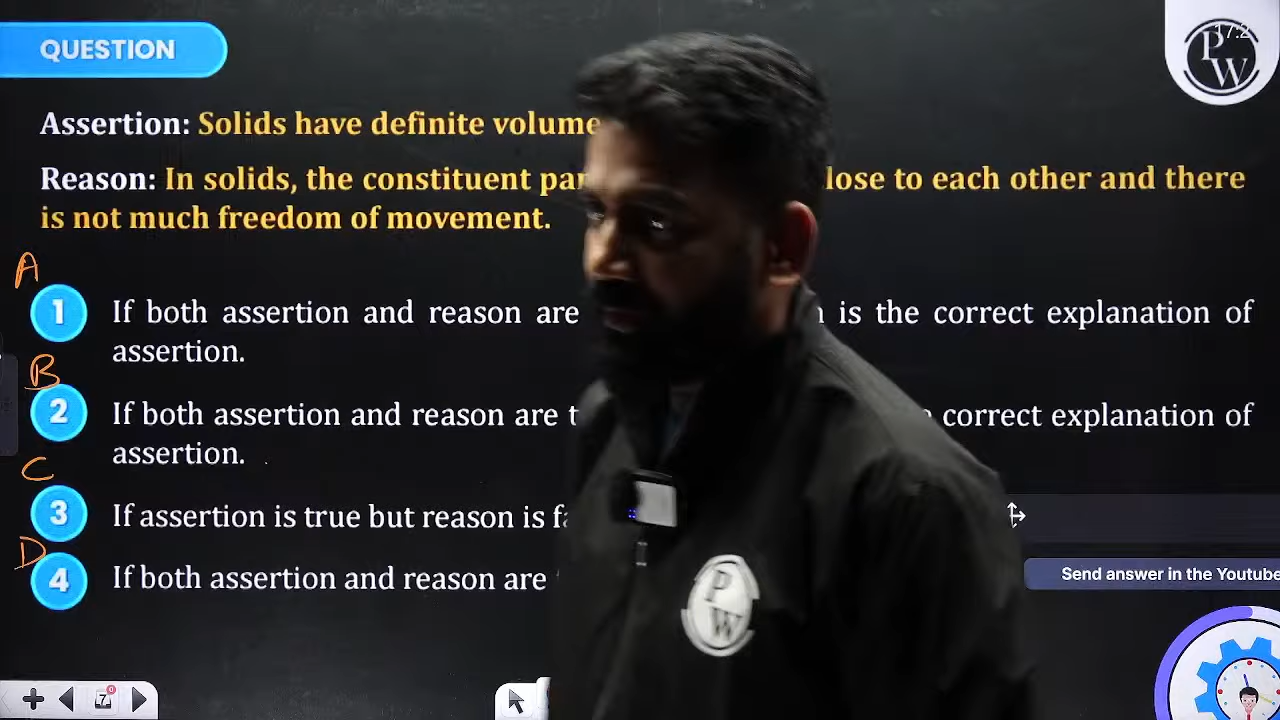 QUESTION
17:2
P
W
Assertion: Solids have definite volume
Reason: In solids, the constituent lose to each other and there
is not much freedom of movement.
A
1 If both assertion and reason are is the correct explanation of
assertion.
B
2 If both assertion and reason are correct explanation of
assertion.
C
3 If assertion is true but reason is
D
4 If both assertion and reason are
Send answer in the Youtube
P
W
7